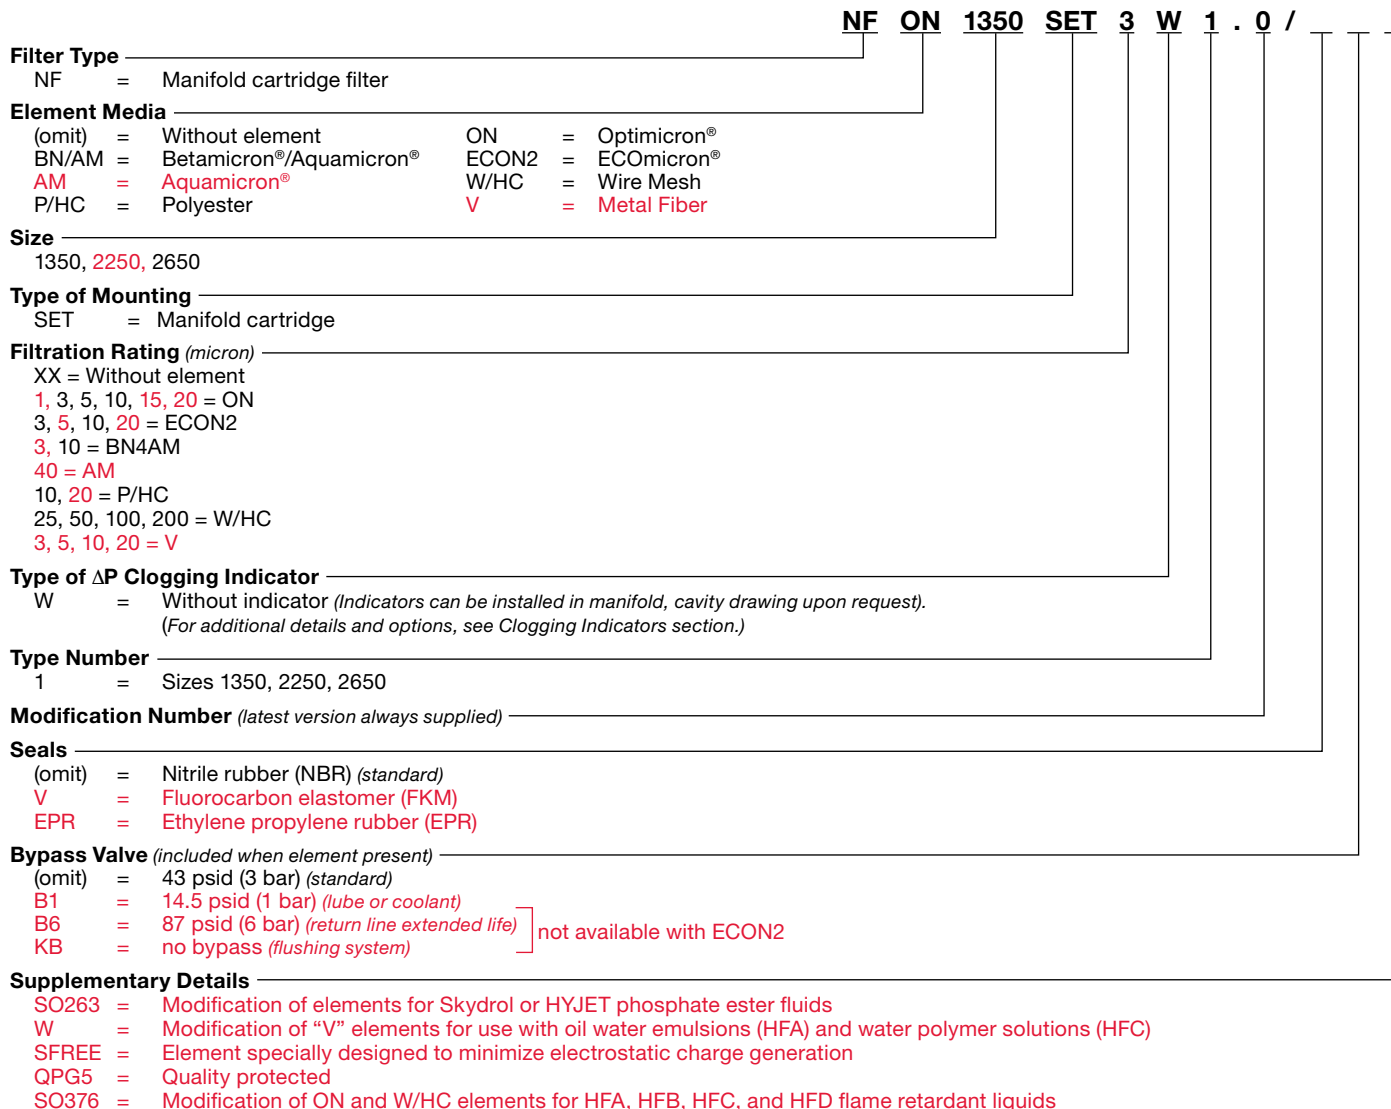 NF ON 1350 SET 3 W 1 . 0 / _ _ _
Filter Type
NF = Manifold cartridge filter
Element Media
(omit) = Without element ON = Optimicron®
BN/AM = Betamicron®/Aquamicron® ECON2 = ECOmicron®
AM = Aquamicron® W/HC = Wire Mesh
P/HC = Polyester V = Metal Fiber
Size
1350, 2250, 2650
Type of Mounting
SET = Manifold cartridge
Filtration Rating (micron)
XX = Without element
1, 3, 5, 10, 15, 20 = ON
3, 5, 10, 20 = ECON2
3, 10 = BN4AM
40 = AM
10, 20 = P/HC
25, 50, 100, 200 = W/HC
3, 5, 10, 20 = V
Type of ΔP Clogging Indicator
W = Without indicator (Indicators can be installed in manifold, cavity drawing upon request).
(For additional details and options, see Clogging Indicators section.)
Type Number
1 = Sizes 1350, 2250, 2650
Modification Number (latest version always supplied)
Seals
(omit) = Nitrile rubber (NBR) (standard)
V = Fluorocarbon elastomer (FKM)
EPR = Ethylene propylene rubber (EPR)
Bypass Valve (included when element present)
(omit) = 43 psid (3 bar) (standard)
B1 = 14.5 psid (1 bar) (lube or coolant)
B6 = 87 psid (6 bar) (return line extended life) not available with ECON2
KB = no bypass (flushing system)
Supplementary Details
SO263 = Modification of elements for Skydrol or HYJET phosphate ester fluids
W = Modification of “V” elements for use with oil water emulsions (HFA) and water polymer solutions (HFC)
SFREE = Element specially designed to minimize electrostatic charge generation
QPG5 = Quality protected
SO376 = Modification of ON and W/HC elements for HFA, HFB, HFC, and HFD flame retardant liquids